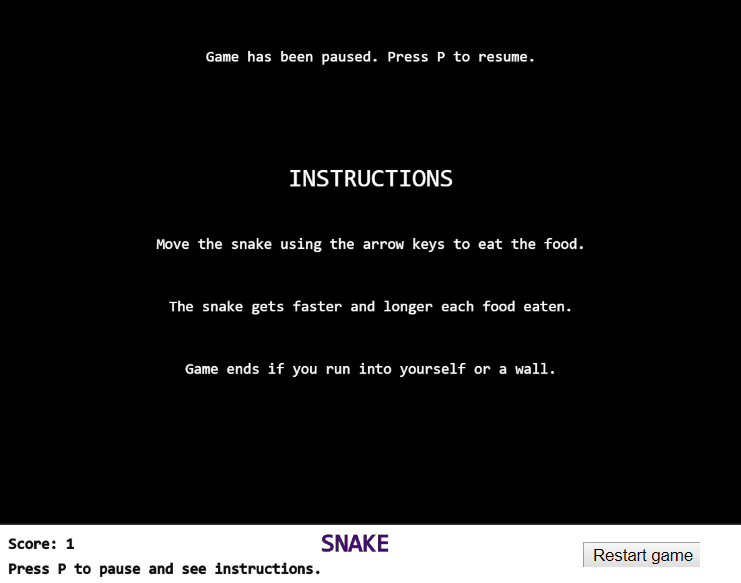 Game has been paused. Press P to resume.
INSTRUCTIONS
Move the snake using the arrow keys to eat the food.
The snake gets faster and longer each food eaten.
Game ends if you run into yourself or a wall.
Score: 1
SNAKE
Restart game
Press P to pause and see instructions.